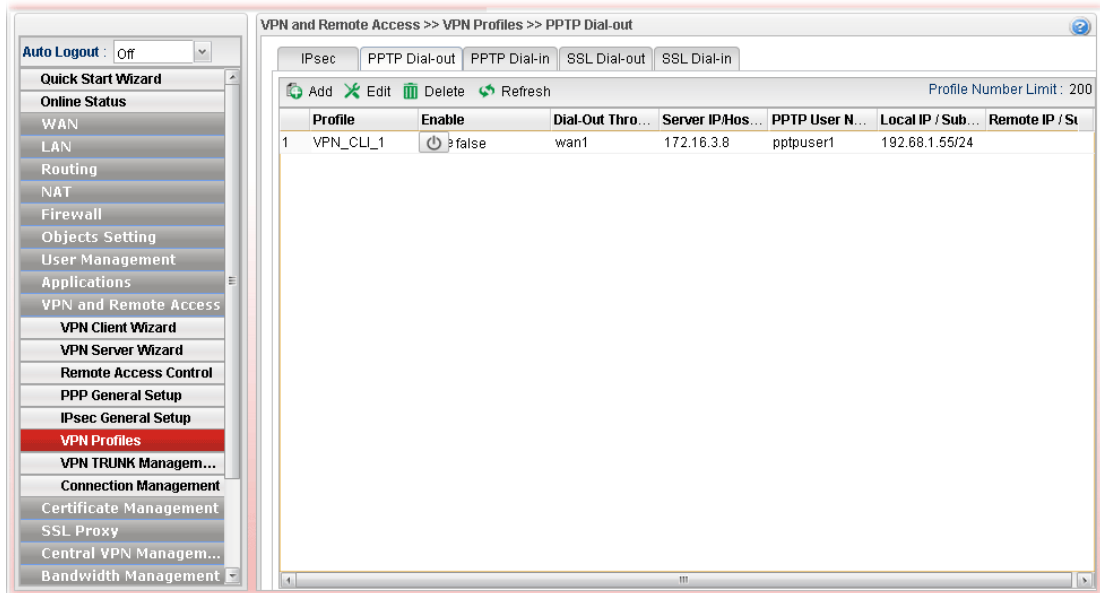 VPN and Remote Access >> VPN Profiles >> PPTP Dial-out
Auto Logout : Off
Quick Start Wizard
Online Status
WAN
LAN
Routing
NAT
Firewall
Objects Setting
User Management
Applications
VPN and Remote Access
VPN Client Wizard
VPN Server Wizard
Remote Access Control
PPP General Setup
IPsec General Setup
VPN Profiles
VPN TRUNK Managem...
Connection Management
Certificate Management
SSL Proxy
Central VPN Managem...
Bandwidth Management
IPsec PPTP Dial-out PPTP Dial-in SSL Dial-out SSL Dial-in
Add Edit Delete Refresh Profile Number Limit : 200
Profile Enable Dial-Out Thro... Server IP/Hos... PPTP User N... Local IP / Sub... Remote IP / Su
1 VPN_CLI_1 false wan1 172.16.3.8 pptpuser1 192.68.1.55/24